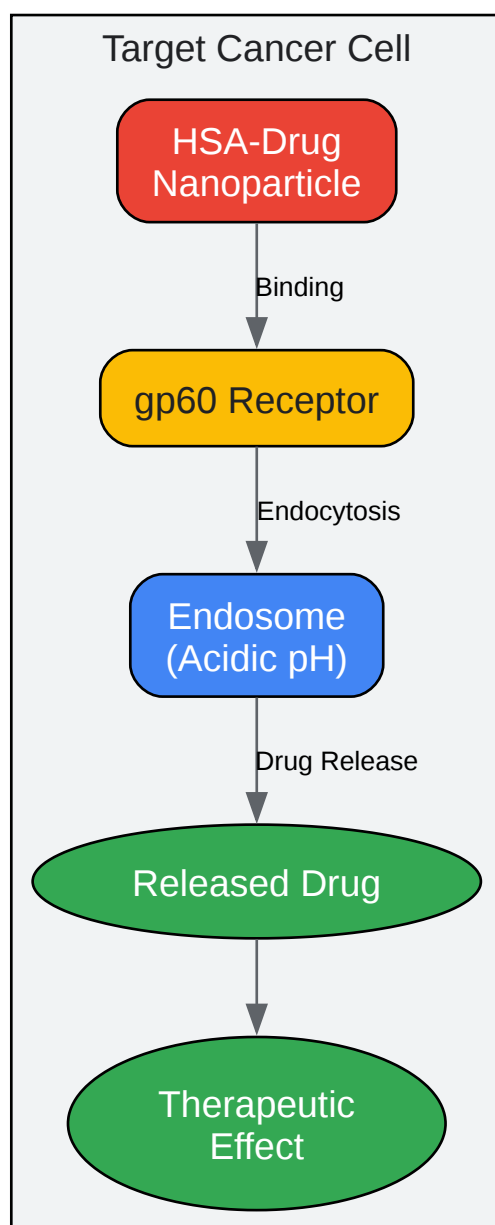 Target Cancer Cell
HSA-Drug
Nanoparticle
Binding
gp60 Receptor
Endocytosis
Endosome
(Acidic pH)
Drug Release
Released Drug
Therapeutic
Effect